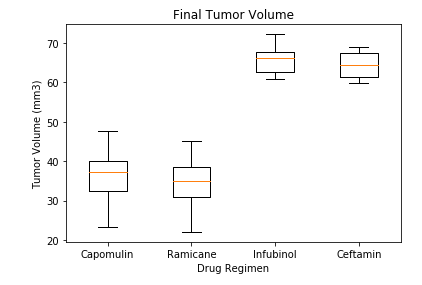 Final Tumor Volume
Tumor Volume (mm3)
70
60
50
40
30
20
Capomulin Ramicane Infubinol Ceftamin
Drug Regimen